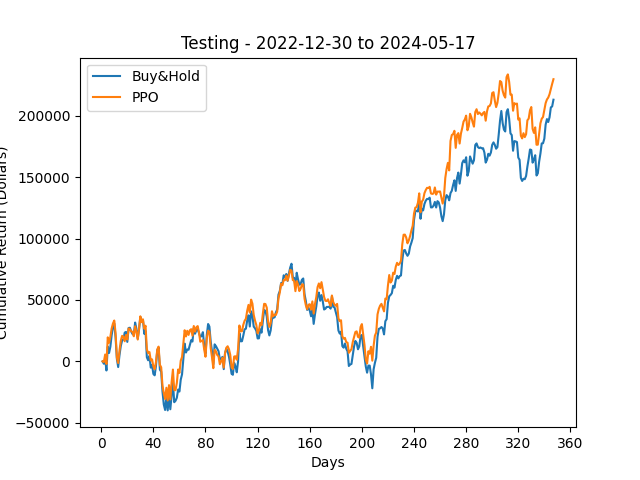 Testing - 2022-12-30 to 2024-05-17
Buy&Hold
PPO
Cumulative Return (Dollars)
200000
150000
100000
50000
0
−50000
0 40 80 120 160 200 240 280 320 360
Days